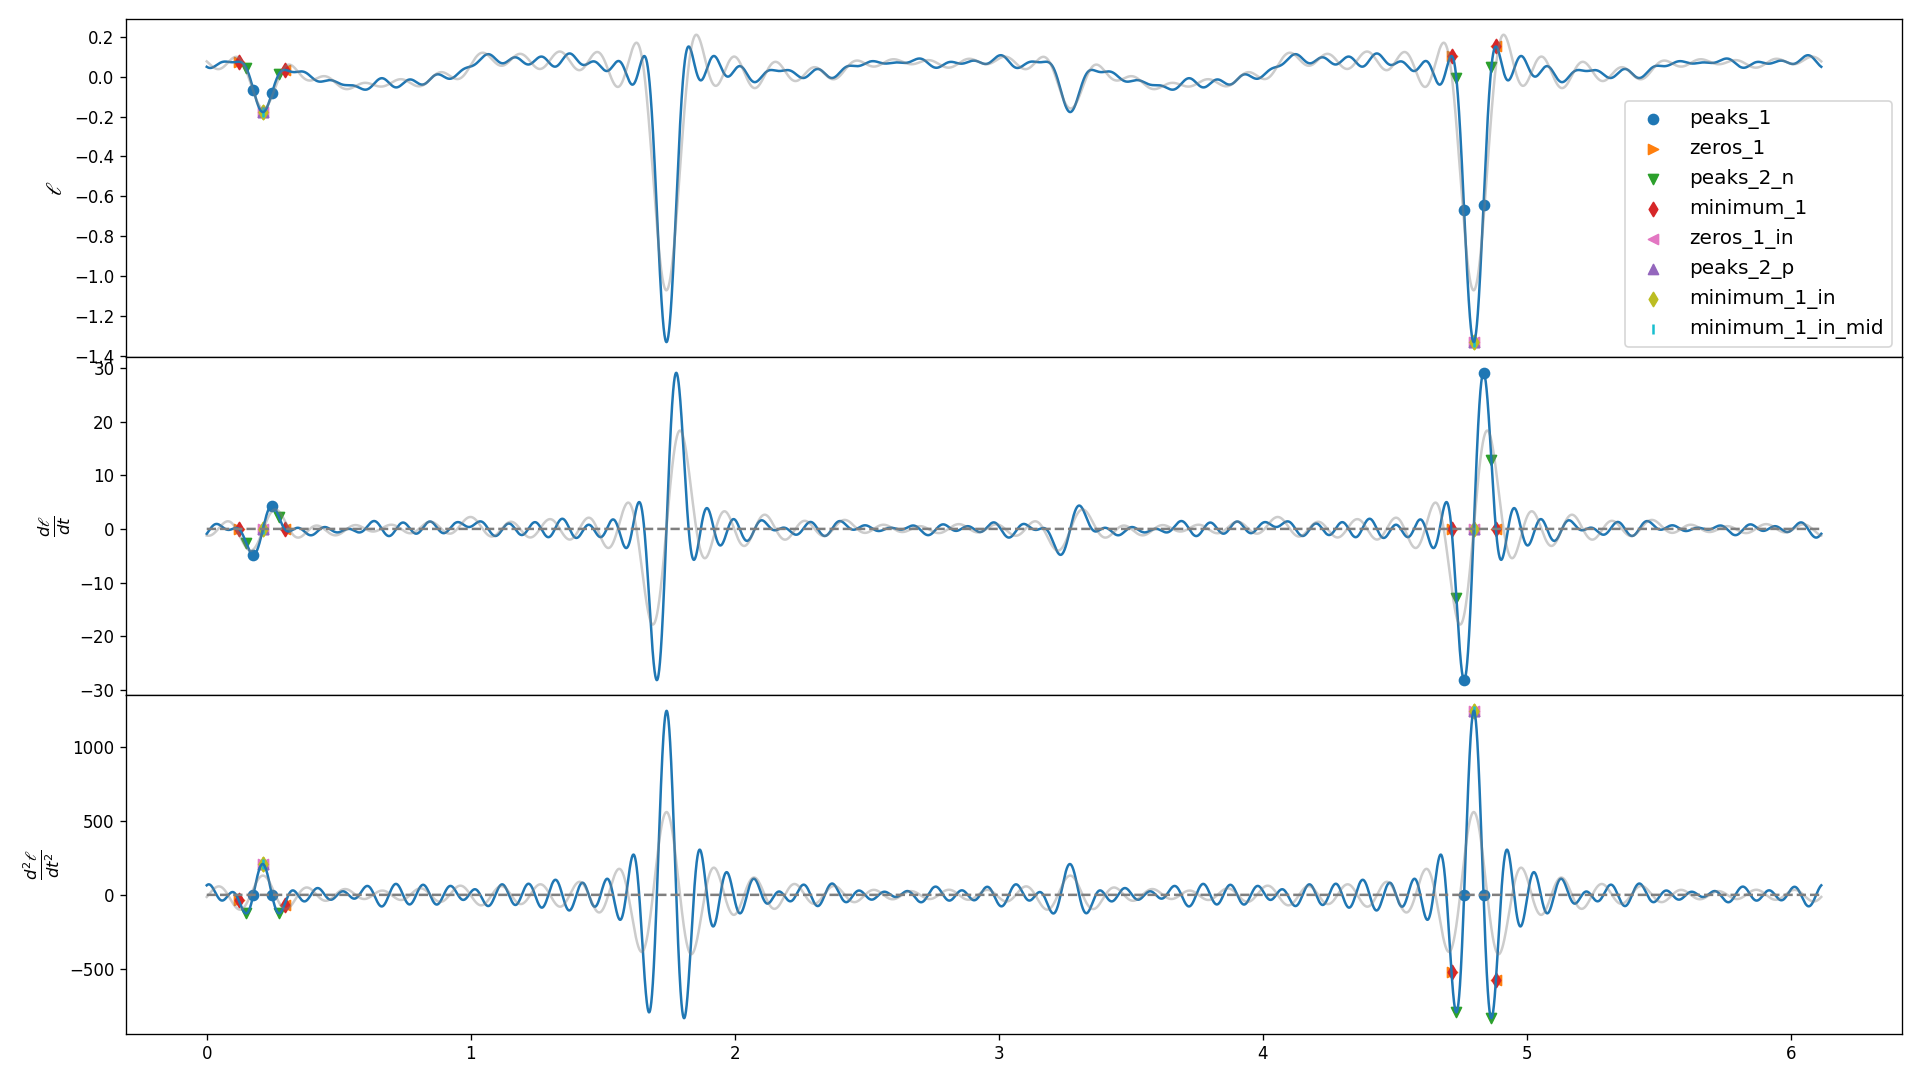 0.2
0.0
−0.2
−0.4
−0.6
−0.8
−1.0
−1.2
−1.4
ℓ
peaks_1
zeros_1
peaks_2_n
minimum_1
zeros_1_in
peaks_2_p
minimum_1_in
minimum_1_in_mid
30
20
10
0
−10
−20
−30
dℓ
dt
1000
500
0
−500
d²ℓ
dt²
0 1 2 3 4 5 6